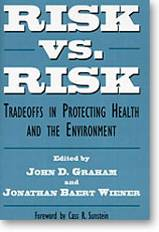 RISK
VS.
RISK
TRADEOFFS IN PROTECTING HEALTH
AND THE ENVIRONMENT
Edited by
JOHN D. GRAHAM
and
JONATHAN BAERT WIENER
Foreword by Cass R. Sunstein